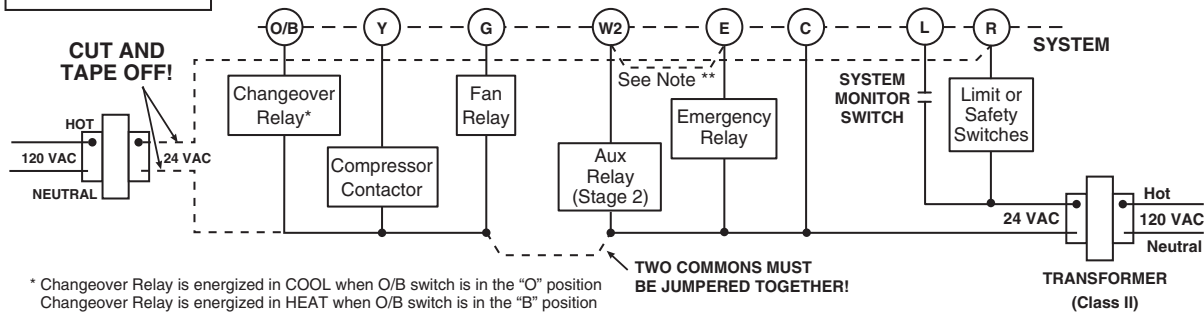 O/B Y G W2 E C L R
SYSTEM
CUT AND
TAPE OFF!
See Note **
Changeover
Relay*
Fan
Relay
SYSTEM
MONITOR
SWITCH
Limit or
Safety
Switches
Emergency
Relay
HOT
120 VAC
24 VAC
NEUTRAL
Compressor
Contactor
Aux
Relay
(Stage 2)
24 VAC
Hot
120 VAC
Neutral
TWO COMMONS MUST
BE JUMPERED TOGETHER!
TRANSFORMER
(Class II)
* Changeover Relay is energized in COOL when O/B switch is in the “O” position
Changeover Relay is energized in HEAT when O/B switch is in the “B” position